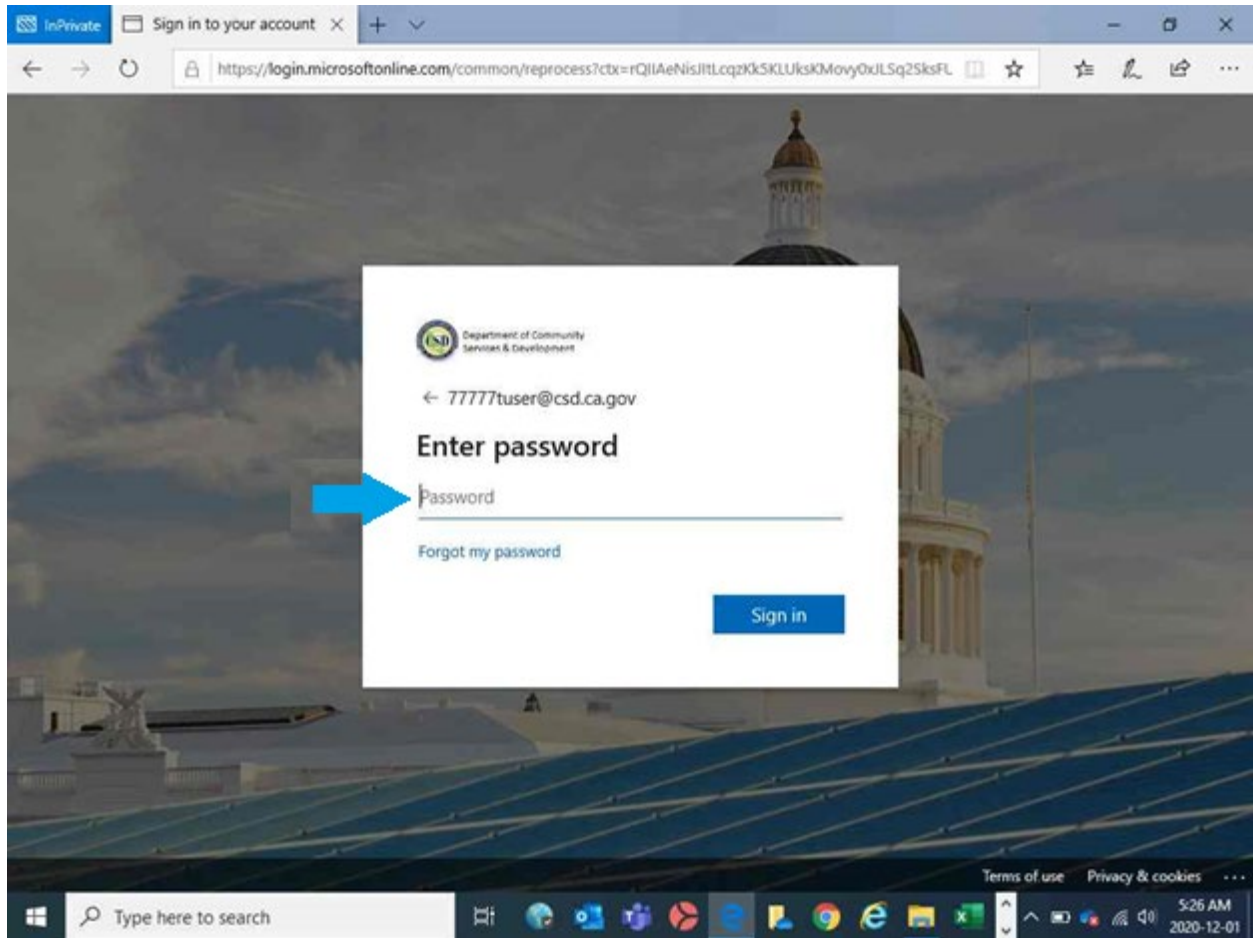 InPrivate
Sign in to your account
https://login.microsoftonline.com/common/reprocess?ctx=
CSD
Department of Community
Services & Development
← 77777tuser@csd.ca.gov
Enter password
Password
Forgot my password
Sign in
Terms of use Privacy & cookies ...
Type here to search
5:26 AM
2020-12-01